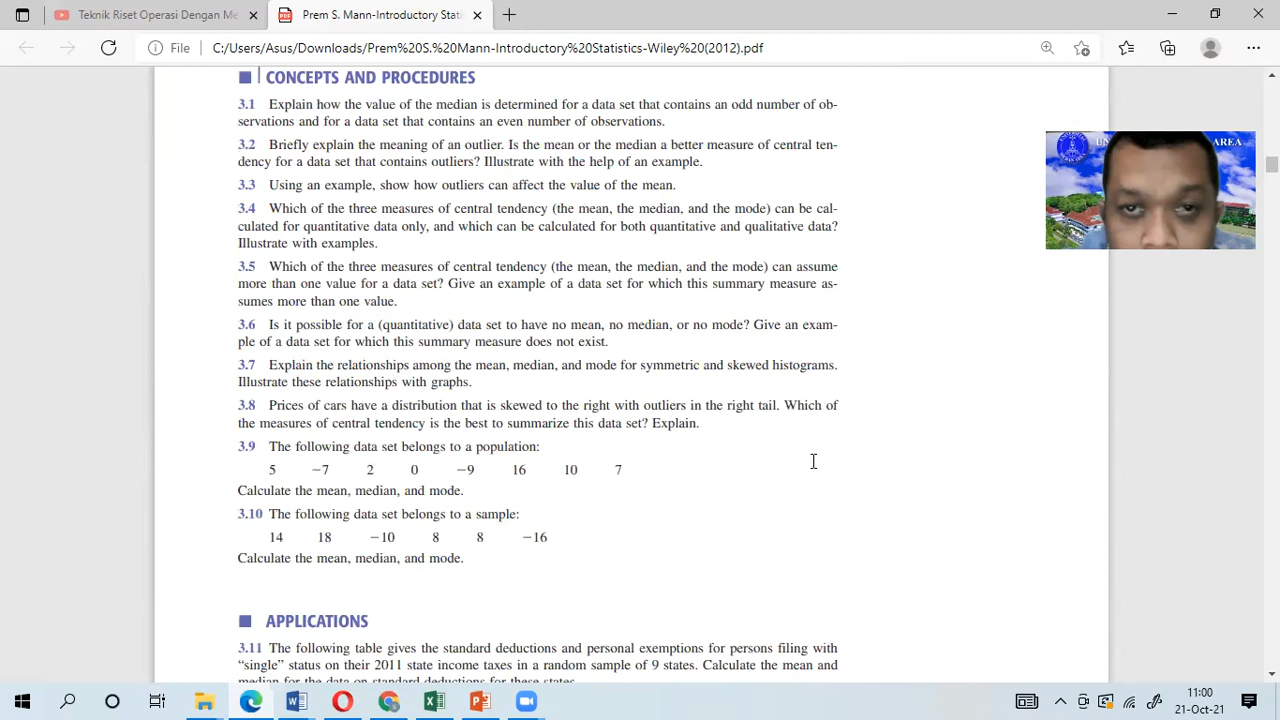 Teknik Riset Operasi Dengan Me
Prem S. Mann-Introductory Stat
File
C:/Users/Asus/Downloads/Prem%20S.%20Mann-Introductory%20Statistics-Wiley%20(2012).pdf
CONCEPTS AND PROCEDURES
3.1 Explain how the value of the median is determined for a data set that contains an odd number of ob-
servations and for a data set that contains an even number of observations.
3.2 Briefly explain the meaning of an outlier. Is the mean or the median a better measure of central ten-
dency for a data set that contains outliers? Illustrate with the help of an example.
3.3 Using an example, show how outliers can affect the value of the mean.
3.4 Which of the three measures of central tendency (the mean, the median, and the mode) can be cal-
culated for quantitative data only, and which can be calculated for both quantitative and qualitative data?
Illustrate with examples.
3.5 Which of the three measures of central tendency (the mean, the median, and the mode) can assume
more than one value for a data set? Give an example of a data set for which this summary measure as-
sumes more than one value.
3.6 Is it possible for a (quantitative) data set to have no mean, no median, or no mode? Give an exam-
ple of a data set for which this summary measure does not exist.
3.7 Explain the relationships among the mean, median, and mode for symmetric and skewed histograms.
Illustrate these relationships with graphs.
3.8 Prices of cars have a distribution that is skewed to the right with outliers in the right tail. Which of
the measures of central tendency is the best to summarize this data set? Explain.
3.9 The following data set belongs to a population:
5 −7 2 0 −9 16 10 7
Calculate the mean, median, and mode.
3.10 The following data set belongs to a sample:
14 18 −10 8 8 −16
Calculate the mean, median, and mode.
APPLICATIONS
3.11 The following table gives the standard deductions and personal exemptions for persons filing with
“single” status on their 2011 state income taxes in a random sample of 9 states. Calculate the mean and
median for the data on standard deductions for these states.
UN
AREA
11:00
21-Oct-21